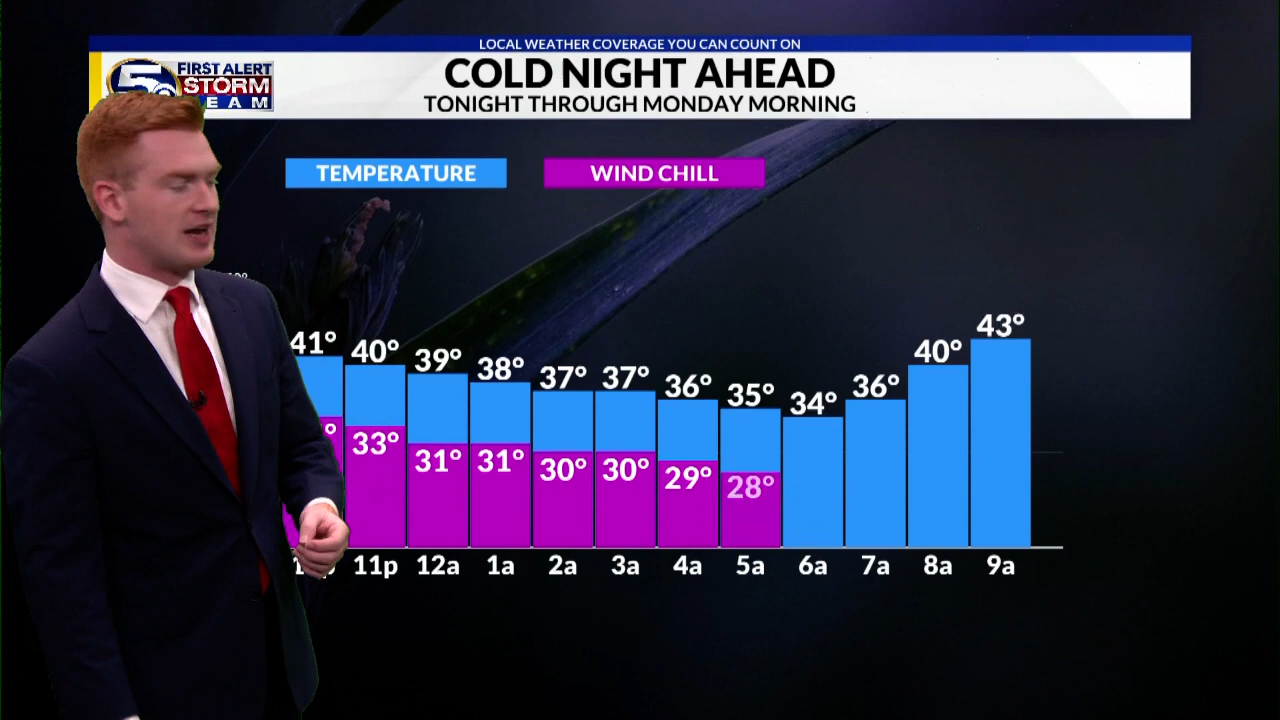 LOCAL WEATHER COVERAGE YOU CAN COUNT ON
5 FIRST ALERT
STORM
TEAM
COLD NIGHT AHEAD
TONIGHT THROUGH MONDAY MORNING
TEMPERATURE WIND CHILL
41° 40° 39° 38° 37° 37° 36° 35° 34° 36° 40° 43°
33° 31° 31° 30° 30° 29° 28°
11p 12a 1a 2a 3a 4a 5a 6a 7a 8a 9a